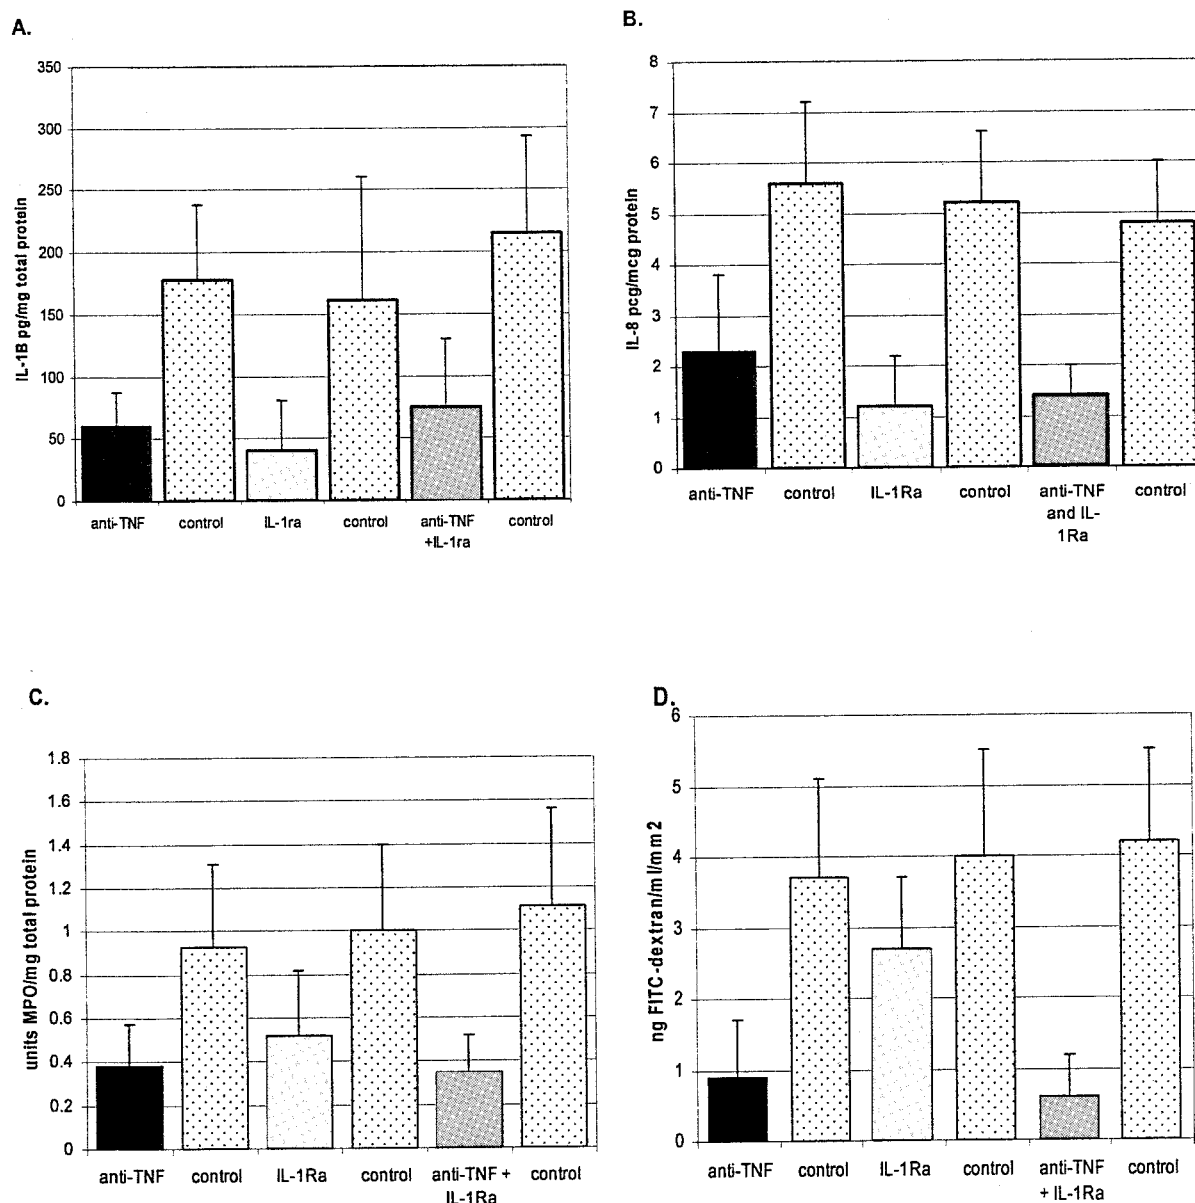 A.
350
300
250
200
150
100
50
0
IL-1B pg/mg total protein
anti-TNF control IL-1ra control anti-TNF control
+IL-1ra
B.
8
7
6
5
4
3
2
1
0
IL-8 pcg/mcg protein
anti-TNF control IL-1Ra control anti-TNF control
and IL-
1Ra
C.
1.8
1.6
1.4
1.2
1
0.8
0.6
0.4
0.2
0
units MPO/mg total protein
anti-TNF control IL-1Ra control anti-TNF + control
IL-1Ra
D.
6
5
4
3
2
1
0
ng FITC-dextran/ml/mm2
anti-TNF control IL-1Ra control anti-TNF control
+ IL-1Ra